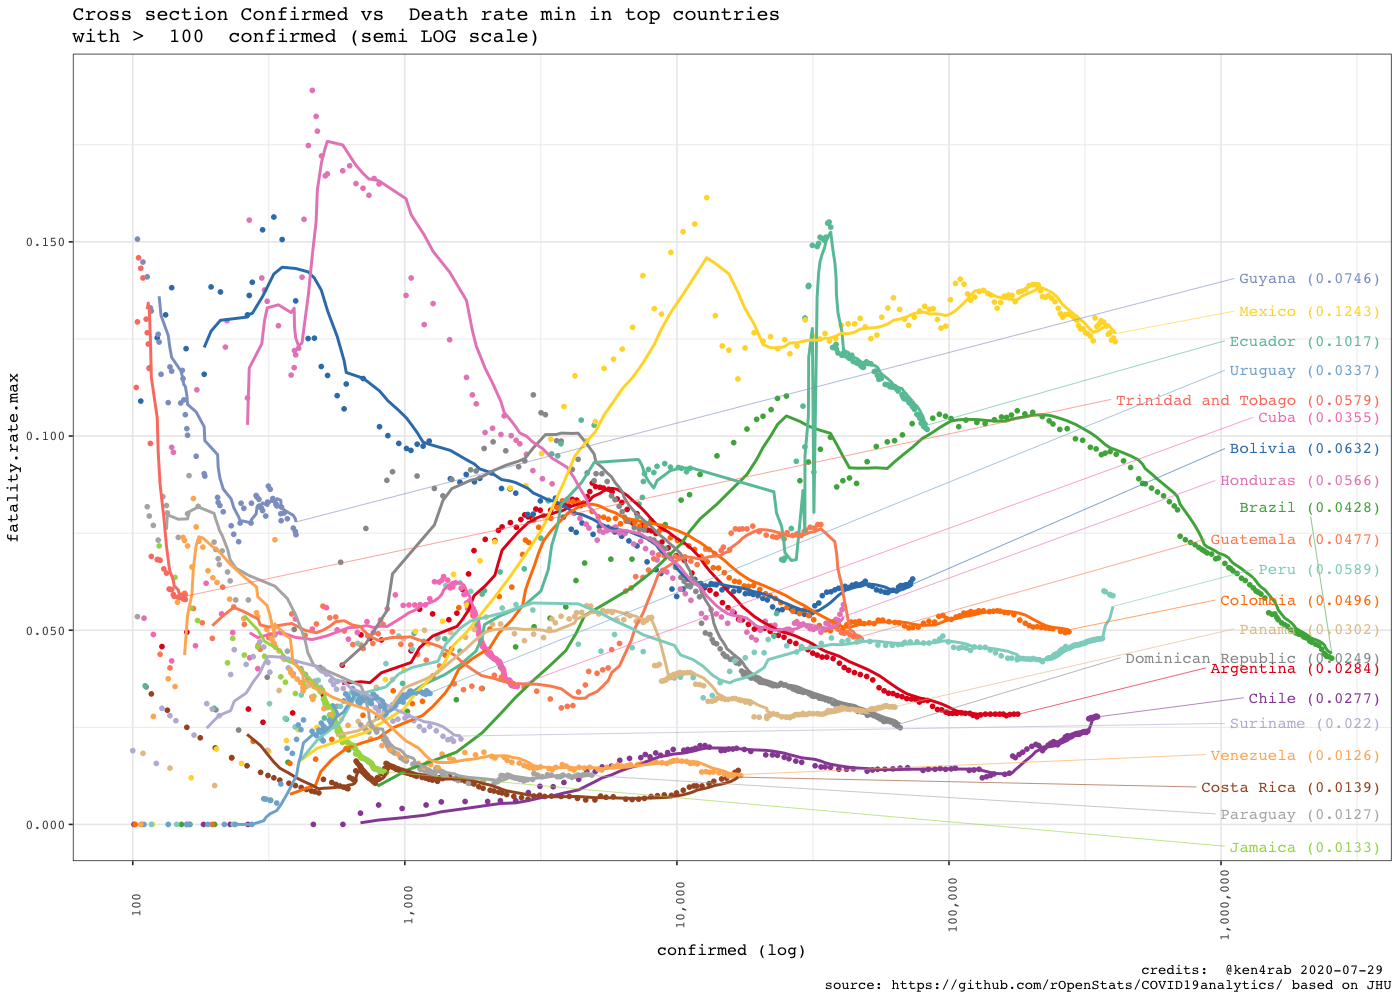 Cross section Confirmed vs  Death rate min in top countries
with >  100  confirmed (semi LOG scale)
fatality.rate.max
0.150
0.100
0.050
0.000
Guyana (0.0746)
Mexico (0.1243)
Ecuador (0.1017)
Uruguay (0.0337)
Trinidad and Tobago (0.0579)
Cuba (0.0355)
Bolivia (0.0632)
Honduras (0.0566)
Brazil (0.0428)
Guatemala (0.0477)
Peru (0.0589)
Colombia (0.0496)
Panama (0.0302)
Dominican Republic (0.0249)
Argentina (0.0284)
Chile (0.0277)
Suriname (0.022)
Venezuela (0.0126)
Costa Rica (0.0139)
Paraguay (0.0127)
Jamaica (0.0133)
100
1,000
10,000
100,000
1,000,000
confirmed (log)
credits:  @ken4rab 2020-07-29
source: https://github.com/rOpenStats/COVID19analytics/ based on JHU